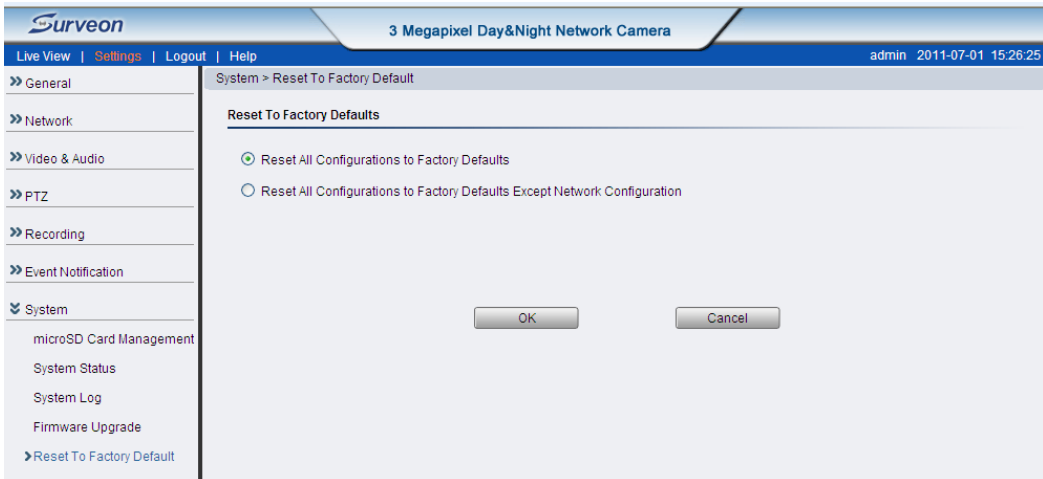 Surveon
3 Megapixel Day&Night Network Camera
Live View | Settings | Logout | Help
admin 2011-07-01 15:26:25
General
Network
Video & Audio
PTZ
Recording
Event Notification
System
microSD Card Management
System Status
System Log
Firmware Upgrade
Reset To Factory Default
System > Reset To Factory Default
Reset To Factory Defaults
Reset All Configurations to Factory Defaults
Reset All Configurations to Factory Defaults Except Network Configuration
OK
Cancel